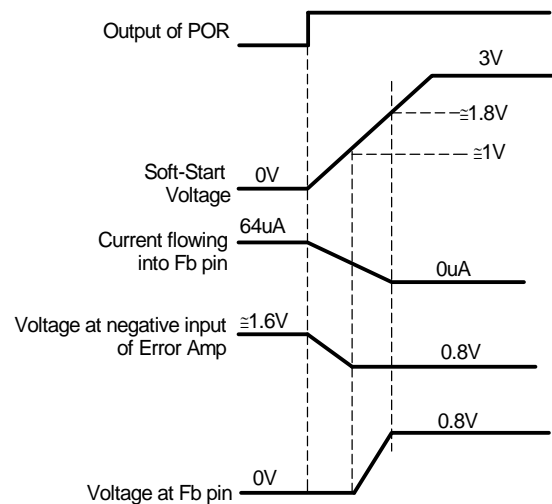 Output of POR
3V
≅1.8V
≅1V
Soft-Start
Voltage
0V
64uA
Current flowing
into Fb pin
0uA
Voltage at negative input
of Error Amp
≅1.6V
0.8V
0.8V
Voltage at Fb pin
0V